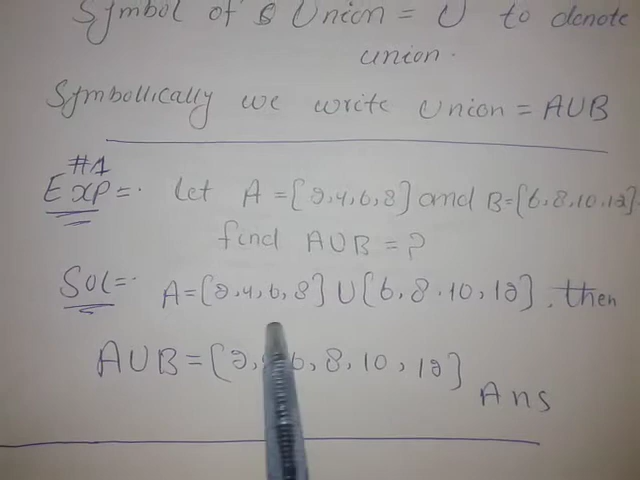 Symbol of Union = U to denote
union.
Symbollically we write Union = AUB
#1
Exp=. Let A = [2,4,6,8] and B=[6,8,10,12].
find AUB = ?
Sol=. A=[2,4,6,8] U [6,8.10,12]. then
AUB = [2, 6, 8, 10, 12]
Ans